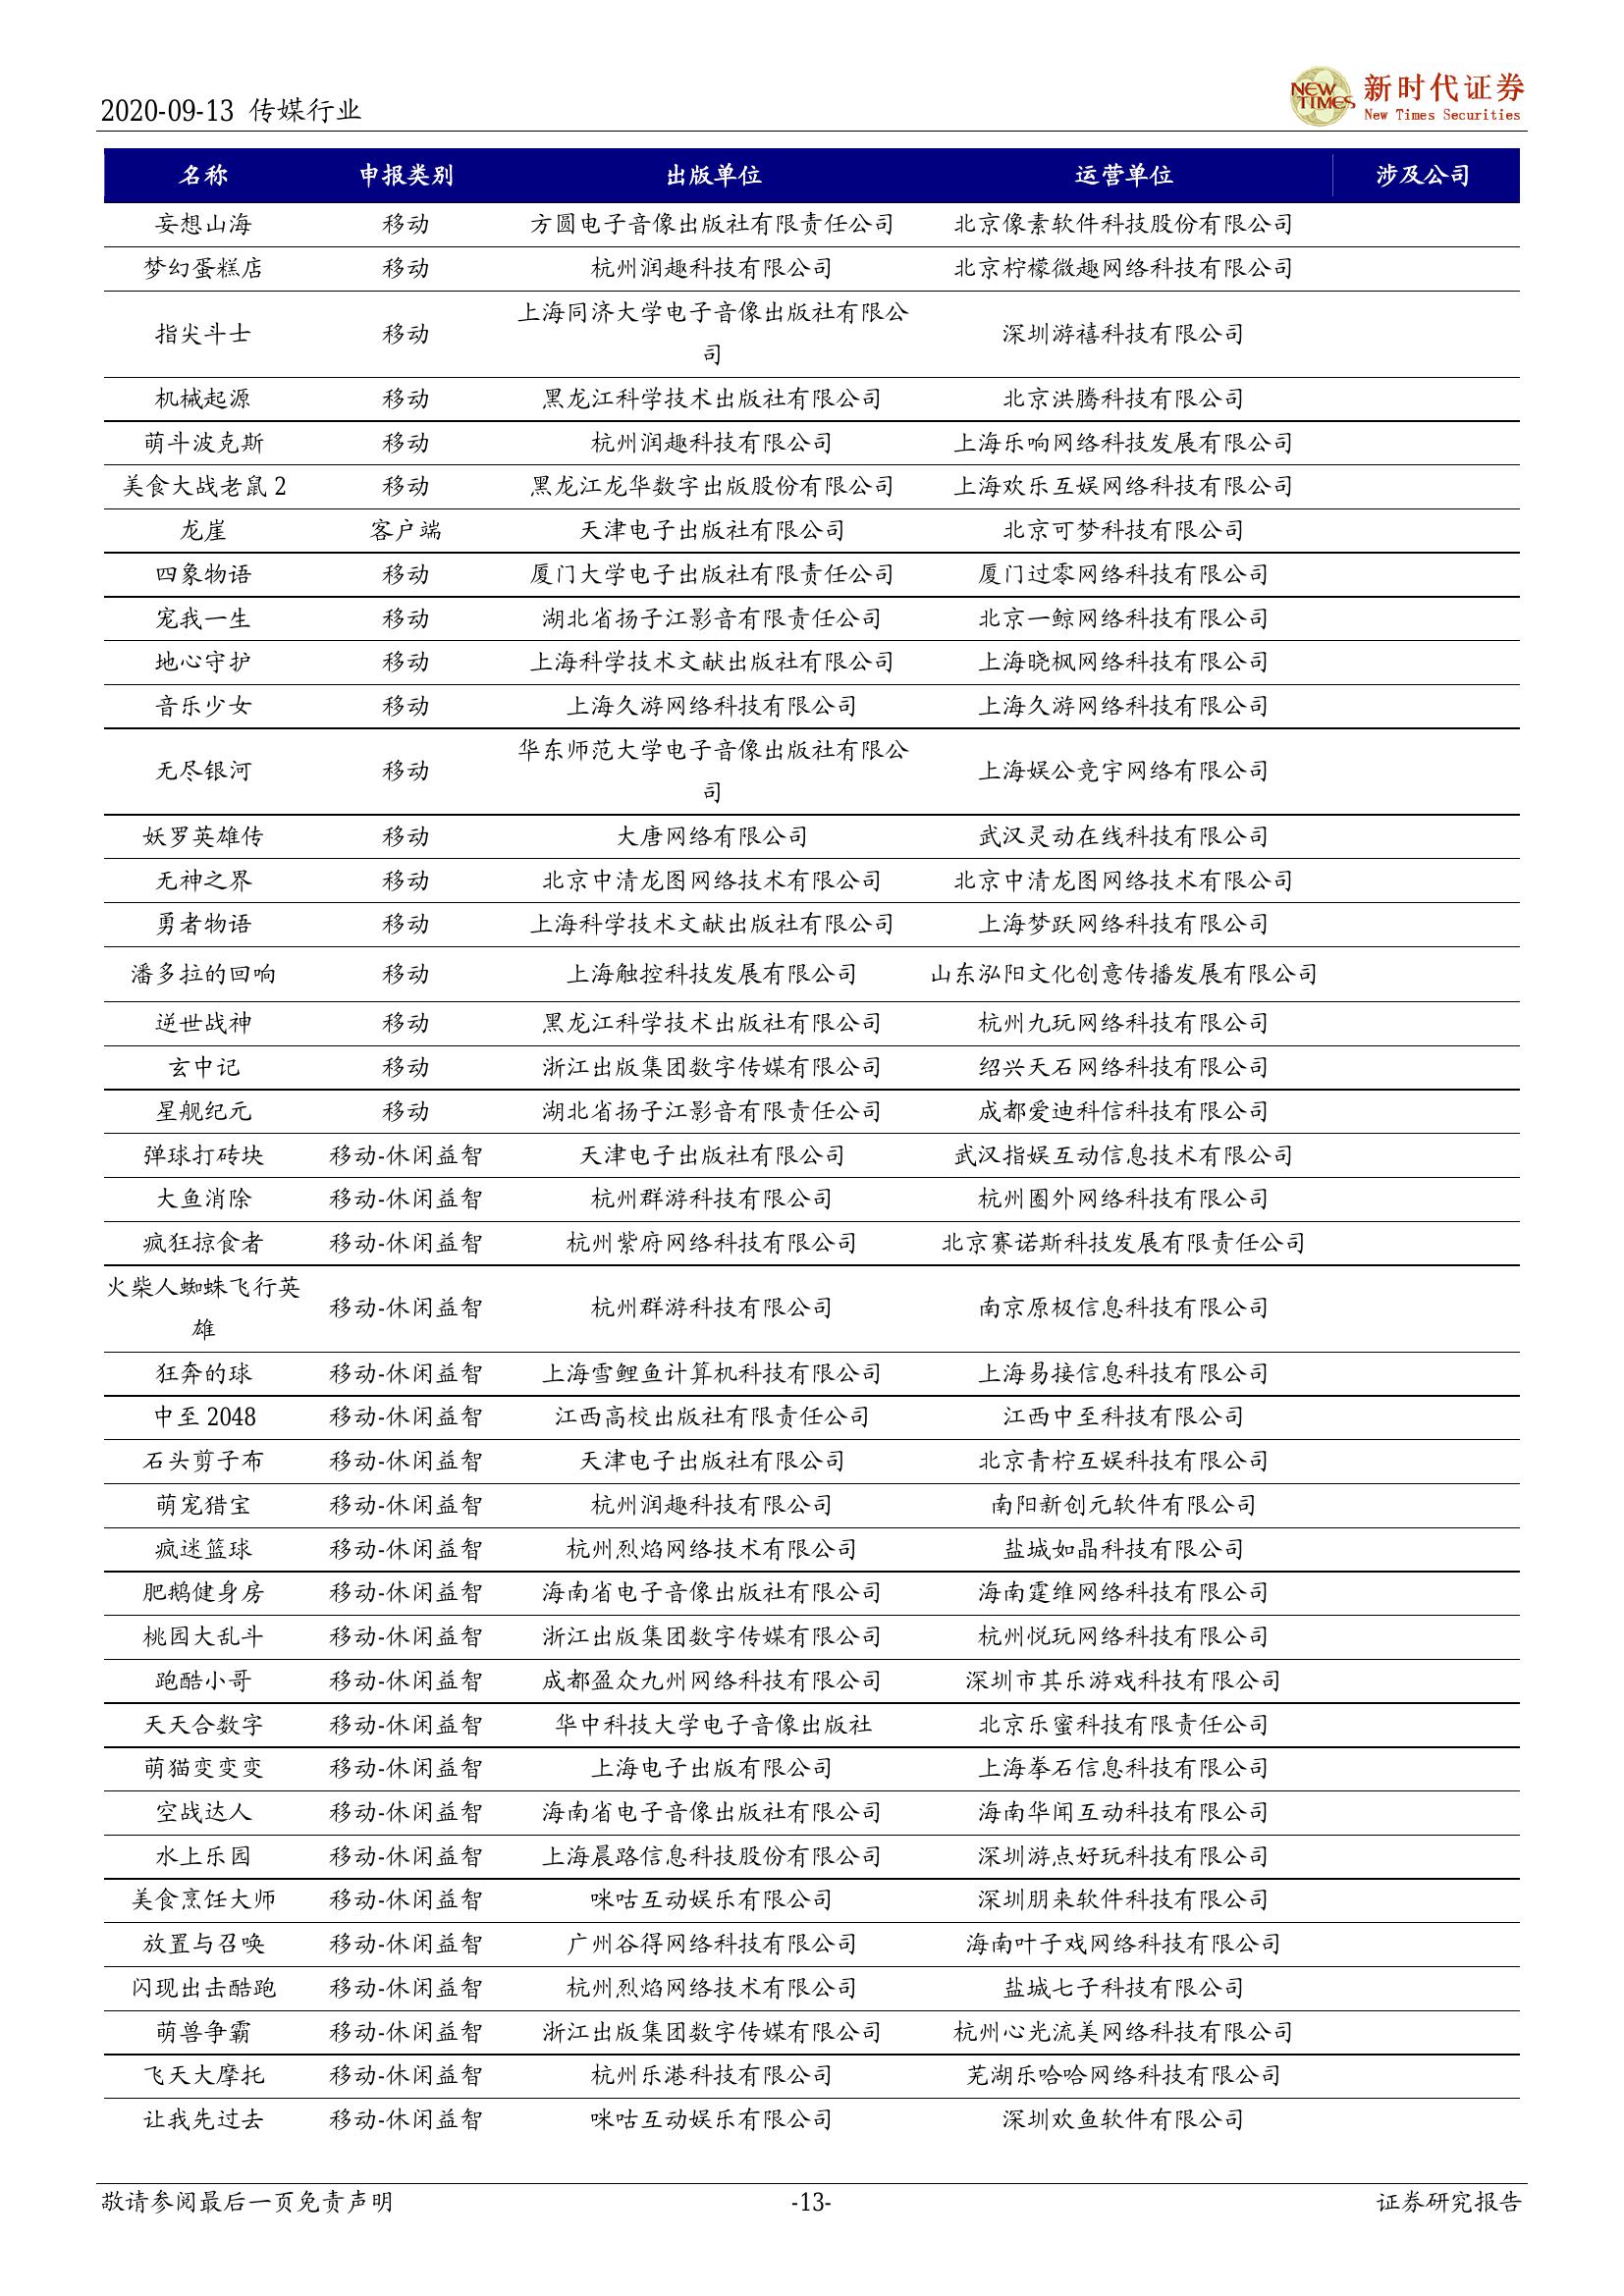 2020-09-13 传媒行业
NEW TIMES 新时代证券
New Times Securities
名称 申报类别 出版单位 运营单位 涉及公司
妄想山海 移动 方圆电子音像出版社有限责任公司 北京像素软件科技股份有限公司
梦幻蛋糕店 移动 杭州润趣科技有限公司 北京柠檬微趣网络科技有限公司
指尖斗士 移动 上海同济大学电子音像出版社有限公
司 深圳游禧科技有限公司
机械起源 移动 黑龙江科学技术出版社有限公司 北京洪腾科技有限公司
萌斗波克斯 移动 杭州润趣科技有限公司 上海乐响网络科技发展有限公司
美食大战老鼠 2 移动 黑龙江龙华数字出版股份有限公司 上海欢乐互娱网络科技有限公司
龙崖 客户端 天津电子出版社有限公司 北京可梦科技有限公司
四象物语 移动 厦门大学电子出版社有限责任公司 厦门过零网络科技有限公司
宠我一生 移动 湖北省扬子江影音有限责任公司 北京一鲸网络科技有限公司
地心守护 移动 上海科学技术文献出版社有限公司 上海晓枫网络科技有限公司
音乐少女 移动 上海久游网络科技有限公司 上海久游网络科技有限公司
无尽银河 移动 华东师范大学电子音像出版社有限公
司 上海娱公竞宇网络有限公司
妖罗英雄传 移动 大唐网络有限公司 武汉灵动在线科技有限公司
无神之界 移动 北京中清龙图网络技术有限公司 北京中清龙图网络技术有限公司
勇者物语 移动 上海科学技术文献出版社有限公司 上海梦跃网络科技有限公司
潘多拉的回响 移动 上海触控科技发展有限公司 山东泓阳文化创意传播发展有限公司
逆世战神 移动 黑龙江科学技术出版社有限公司 杭州九玩网络科技有限公司
玄中记 移动 浙江出版集团数字传媒有限公司 绍兴天石网络科技有限公司
星舰纪元 移动 湖北省扬子江影音有限责任公司 成都爱迪科信科技有限公司
弹球打砖块 移动-休闲益智 天津电子出版社有限公司 武汉指娱互动信息技术有限公司
大鱼消除 移动-休闲益智 杭州群游科技有限公司 杭州圈外网络科技有限公司
疯狂掠食者 移动-休闲益智 杭州紫府网络科技有限公司 北京赛诺斯科技发展有限责任公司
火柴人蜘蛛飞行英
雄 移动-休闲益智 杭州群游科技有限公司 南京原极信息科技有限公司
狂奔的球 移动-休闲益智 上海雪鲤鱼计算机科技有限公司 上海易接信息科技有限公司
中至 2048 移动-休闲益智 江西高校出版社有限责任公司 江西中至科技有限公司
石头剪子布 移动-休闲益智 天津电子出版社有限公司 北京青柠互娱科技有限公司
萌宠猎宝 移动-休闲益智 杭州润趣科技有限公司 南阳新创元软件有限公司
疯迷篮球 移动-休闲益智 杭州烈焰网络技术有限公司 盐城如晶科技有限公司
肥鹅健身房 移动-休闲益智 海南省电子音像出版社有限公司 海南霆维网络科技有限公司
桃园大乱斗 移动-休闲益智 浙江出版集团数字传媒有限公司 杭州悦玩网络科技有限公司
跑酷小哥 移动-休闲益智 成都盈众九州网络科技有限公司 深圳市其乐游戏科技有限公司
天天合数字 移动-休闲益智 华中科技大学电子音像出版社 北京乐蜜科技有限责任公司
萌猫变变变 移动-休闲益智 上海电子出版有限公司 上海拳石信息科技有限公司
空战达人 移动-休闲益智 海南省电子音像出版社有限公司 海南华闻互动科技有限公司
水上乐园 移动-休闲益智 上海晨路信息科技股份有限公司 深圳游点好玩科技有限公司
美食烹饪大师 移动-休闲益智 咪咕互动娱乐有限公司 深圳朋来软件科技有限公司
放置与召唤 移动-休闲益智 广州谷得网络科技有限公司 海南叶子戏网络科技有限公司
闪现出击酷跑 移动-休闲益智 杭州烈焰网络技术有限公司 盐城七子科技有限公司
萌兽争霸 移动-休闲益智 浙江出版集团数字传媒有限公司 杭州心光流美网络科技有限公司
飞天大摩托 移动-休闲益智 杭州乐港科技有限公司 芜湖乐哈哈网络科技有限公司
让我先过去 移动-休闲益智 咪咕互动娱乐有限公司 深圳欢鱼软件有限公司
敬请参阅最后一页免责声明 -13- 证券研究报告